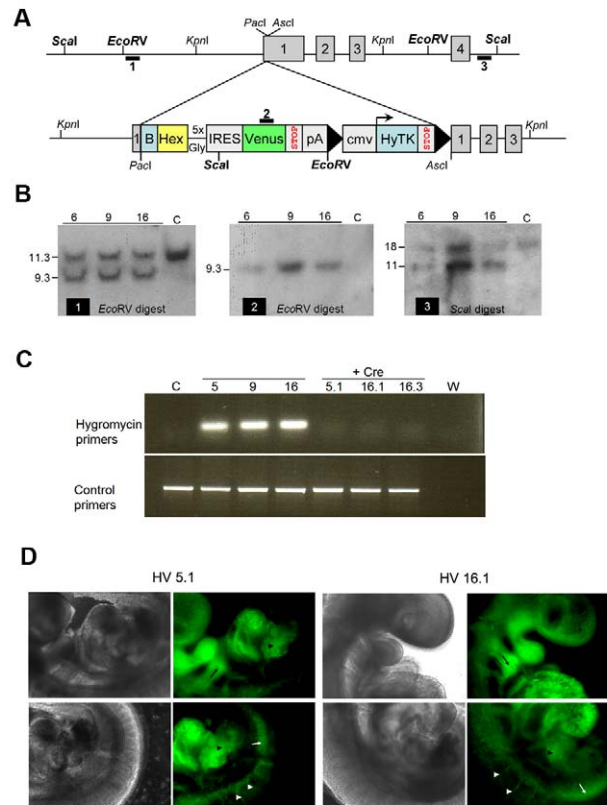 A
PacI AscI
ScaI EcoRV KpnI 1 2 3 KpnI EcoRV 4 ScaI
1 3
2
KpnI 1 B Hex 5x Gly IRES Venus STOP pA cmv HyTK STOP 1 2 3 KpnI
PacI ScaI EcoRV AscI
B
6 9 16 C
11.3
9.3
1 EcoRV digest
6 9 16 C
9.3
2 EcoRV digest
6 9 16 C
18
11
3 ScaI digest
C
+ Cre
C 5 9 16 5.1 16.1 16.3 W
Hygromycin
primers
Control
primers
D
HV 5.1 HV 16.1